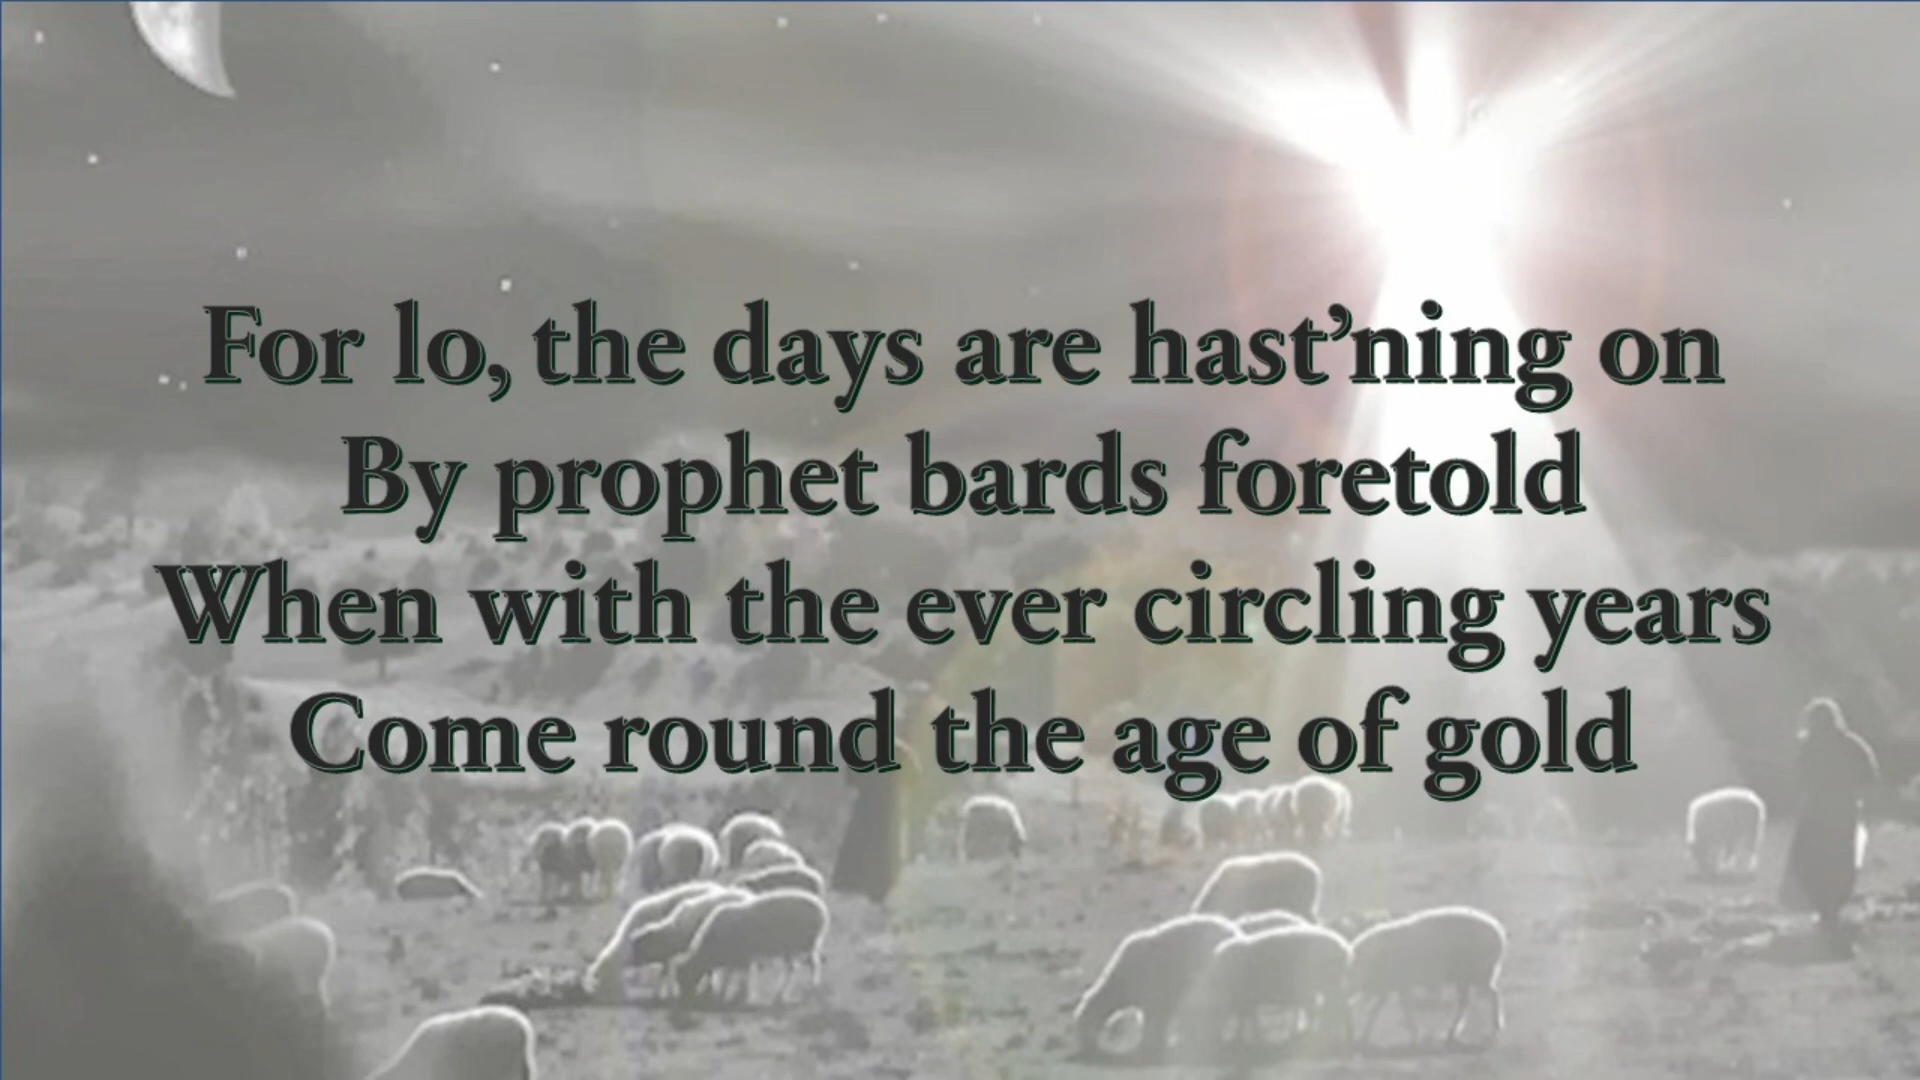 For lo, the days are hast’ning on
By prophet bards foretold
When with the ever circling years
Come round the age of gold